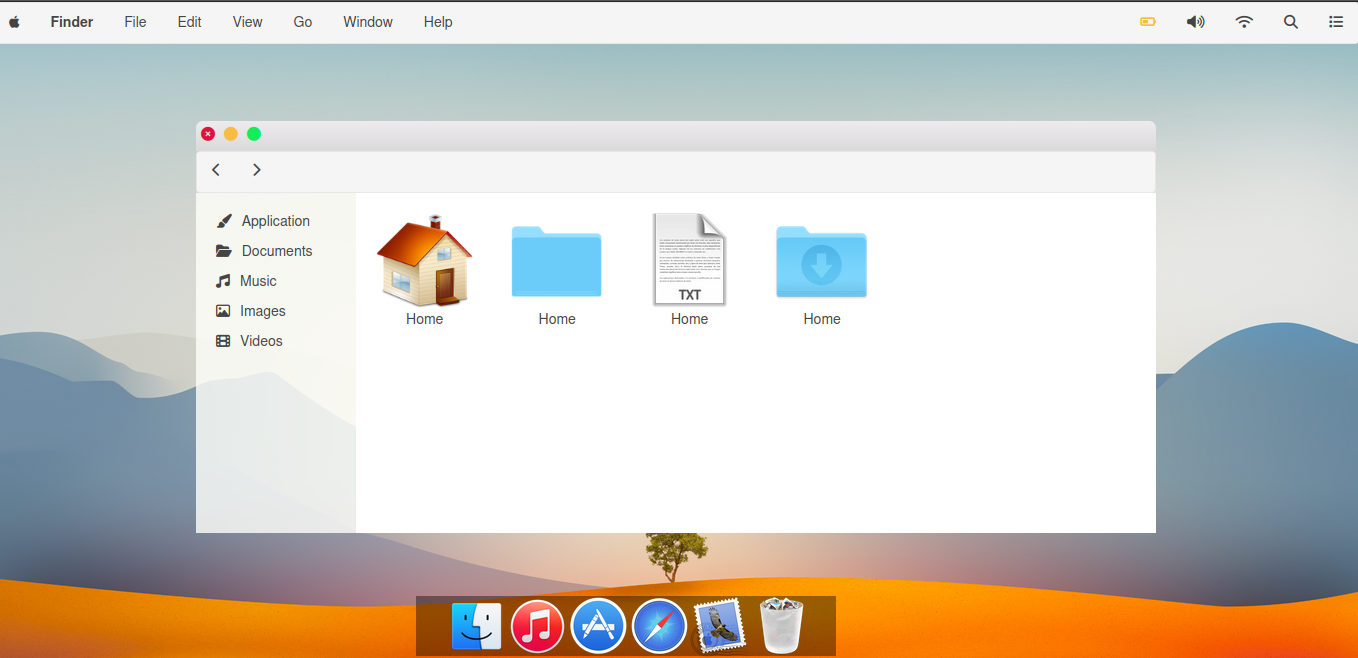 Finder File Edit View Go Window Help
Application
Documents
Music
Images
Videos
TXT
Home Home Home Home